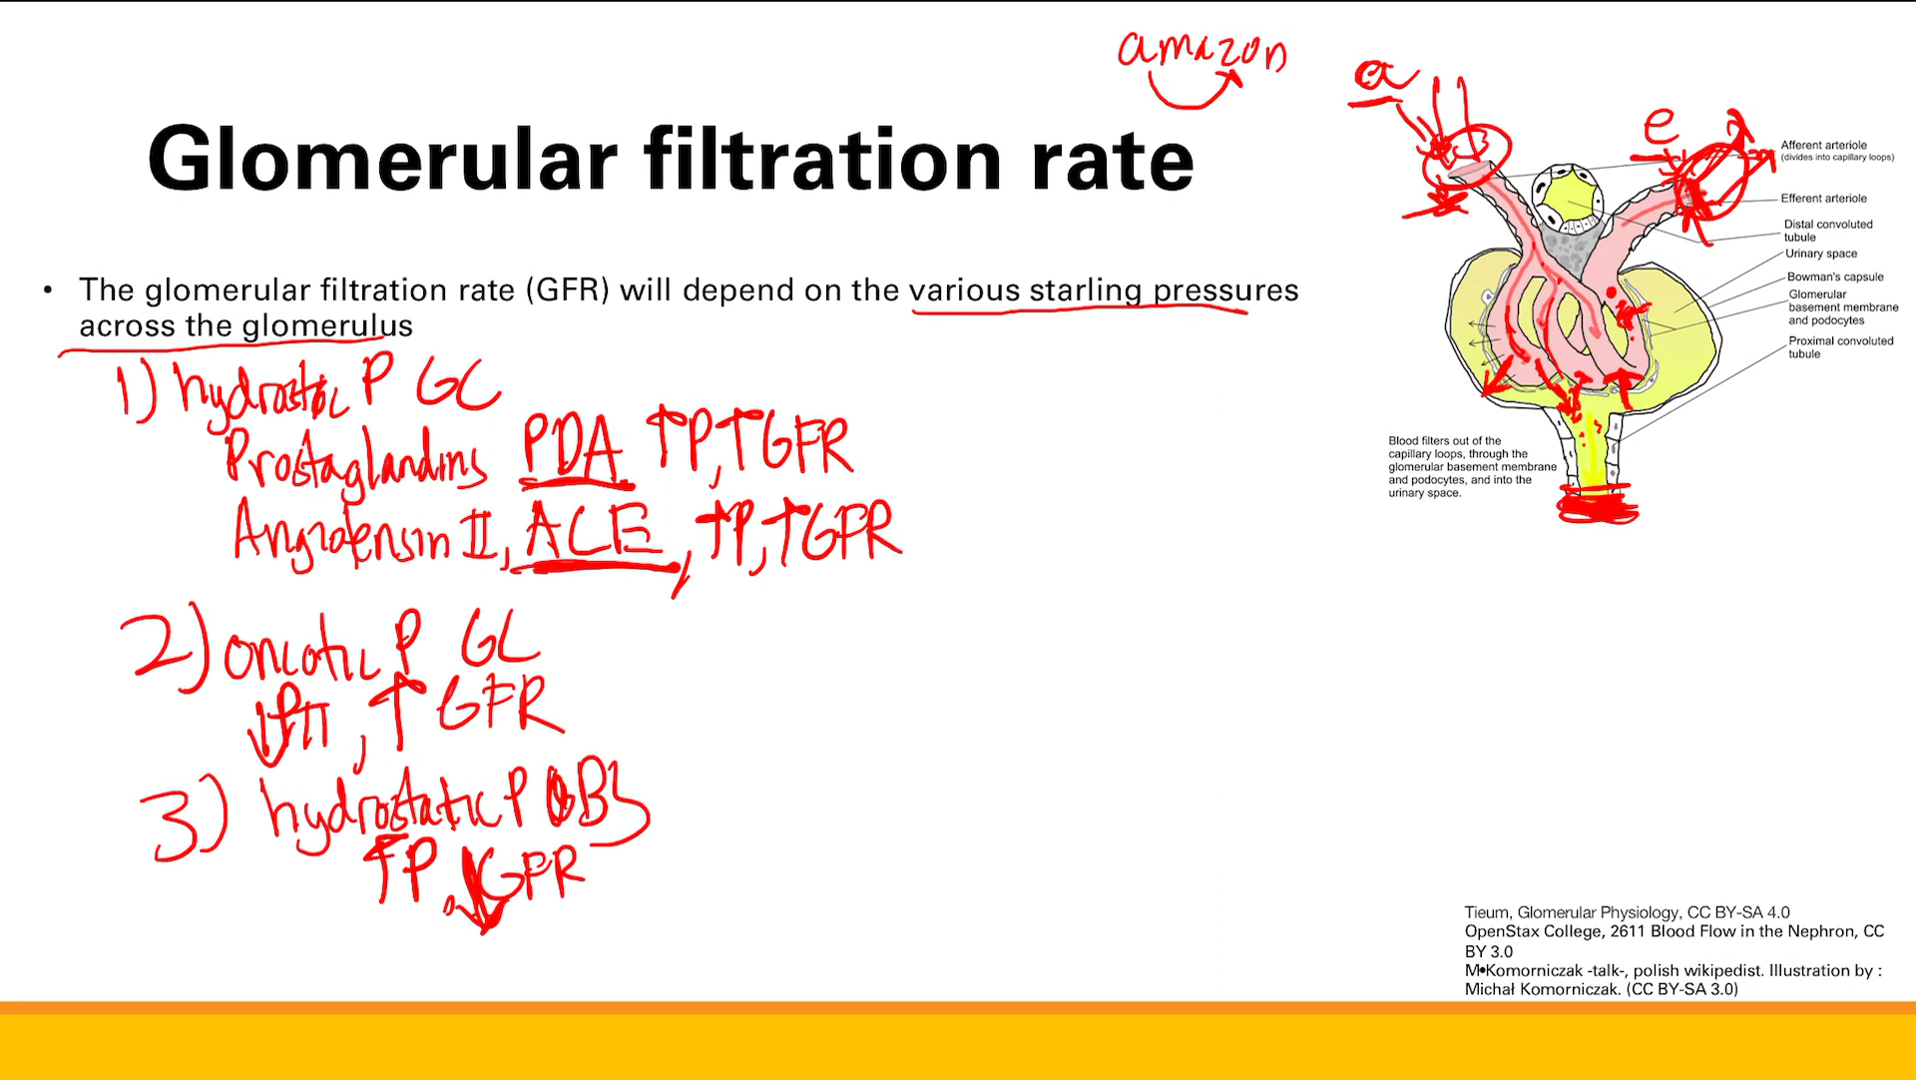 amazon
a
e
Glomerular filtration rate
• The glomerular filtration rate (GFR) will depend on the various starling pressures
across the glomerulus
1) hydrostatic P GC
Prostaglandins PDA ↑P, ↑GFR
Angiotensin II, ACE, ↑P, ↑GFR
2) oncotic P GC
↓Pπ, ↑GFR
3) hydrostatic P BS
↑P, ↓GFR
Afferent arteriole
(divides into capillary loops)
Efferent arteriole
Distal convoluted
tubule
Urinary space
Bowman's capsule
Glomerular
basement membrane
and podocytes
Proximal convoluted
tubule
Blood filters out of the
capillary loops, through the
glomerular basement membrane
and podocytes, and into the
urinary space.
Tieum, Glomerular Physiology, CC BY-SA 4.0
OpenStax College, 2611 Blood Flow in the Nephron, CC
BY 3.0
M•Komorniczak -talk-, polish wikipedist. Illustration by :
Michał Komorniczak. (CC BY-SA 3.0)